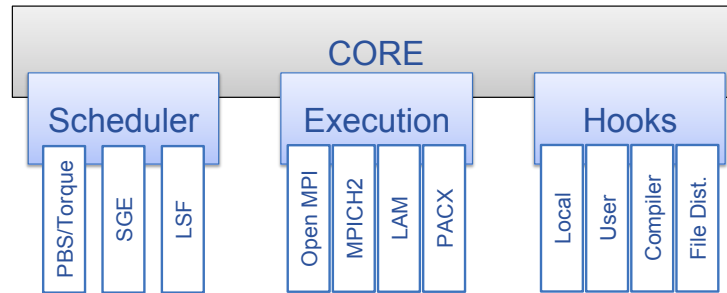 CORE
Scheduler
Execution
Hooks
PBS/Torque
SGE
LSF
Open MPI
MPICH2
LAM
PACX
Local
User
Compiler
File Dist.